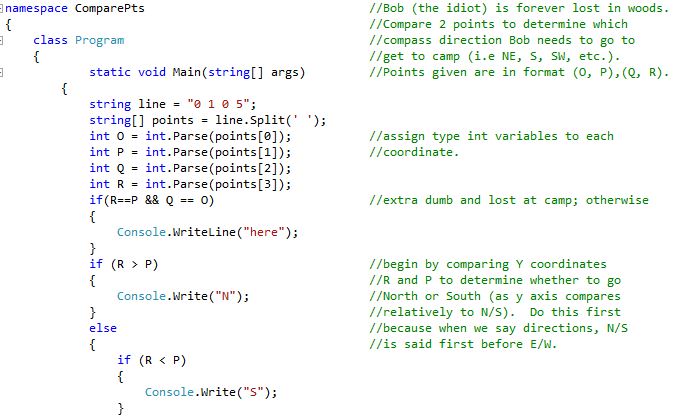 namespace ComparePts //Bob (the idiot) is forever lost in woods.
{ //Compare 2 points to determine which
class Program //compass direction Bob needs to go to
{ //get to camp (i.e NE, S, SW, etc.).
static void Main(string[] args) //Points given are in format (O, P),(Q, R).
{
string line = "0 1 0 5";
string[] points = line.Split(' ');
int O = int.Parse(points[0]); //assign type int variables to each
int P = int.Parse(points[1]); //coordinate.
int Q = int.Parse(points[2]);
int R = int.Parse(points[3]);
if(R==P && Q == O) //extra dumb and lost at camp; otherwise
{
Console.WriteLine("here");
}
if (R > P) //begin by comparing Y coordinates
{ //R and P to determine whether to go
Console.Write("N"); //North or South (as y axis compares
} //relatively to N/S). Do this first
else //because when we say directions, N/S
{ //is said first before E/W.
if (R < P)
{
Console.Write("S");
}